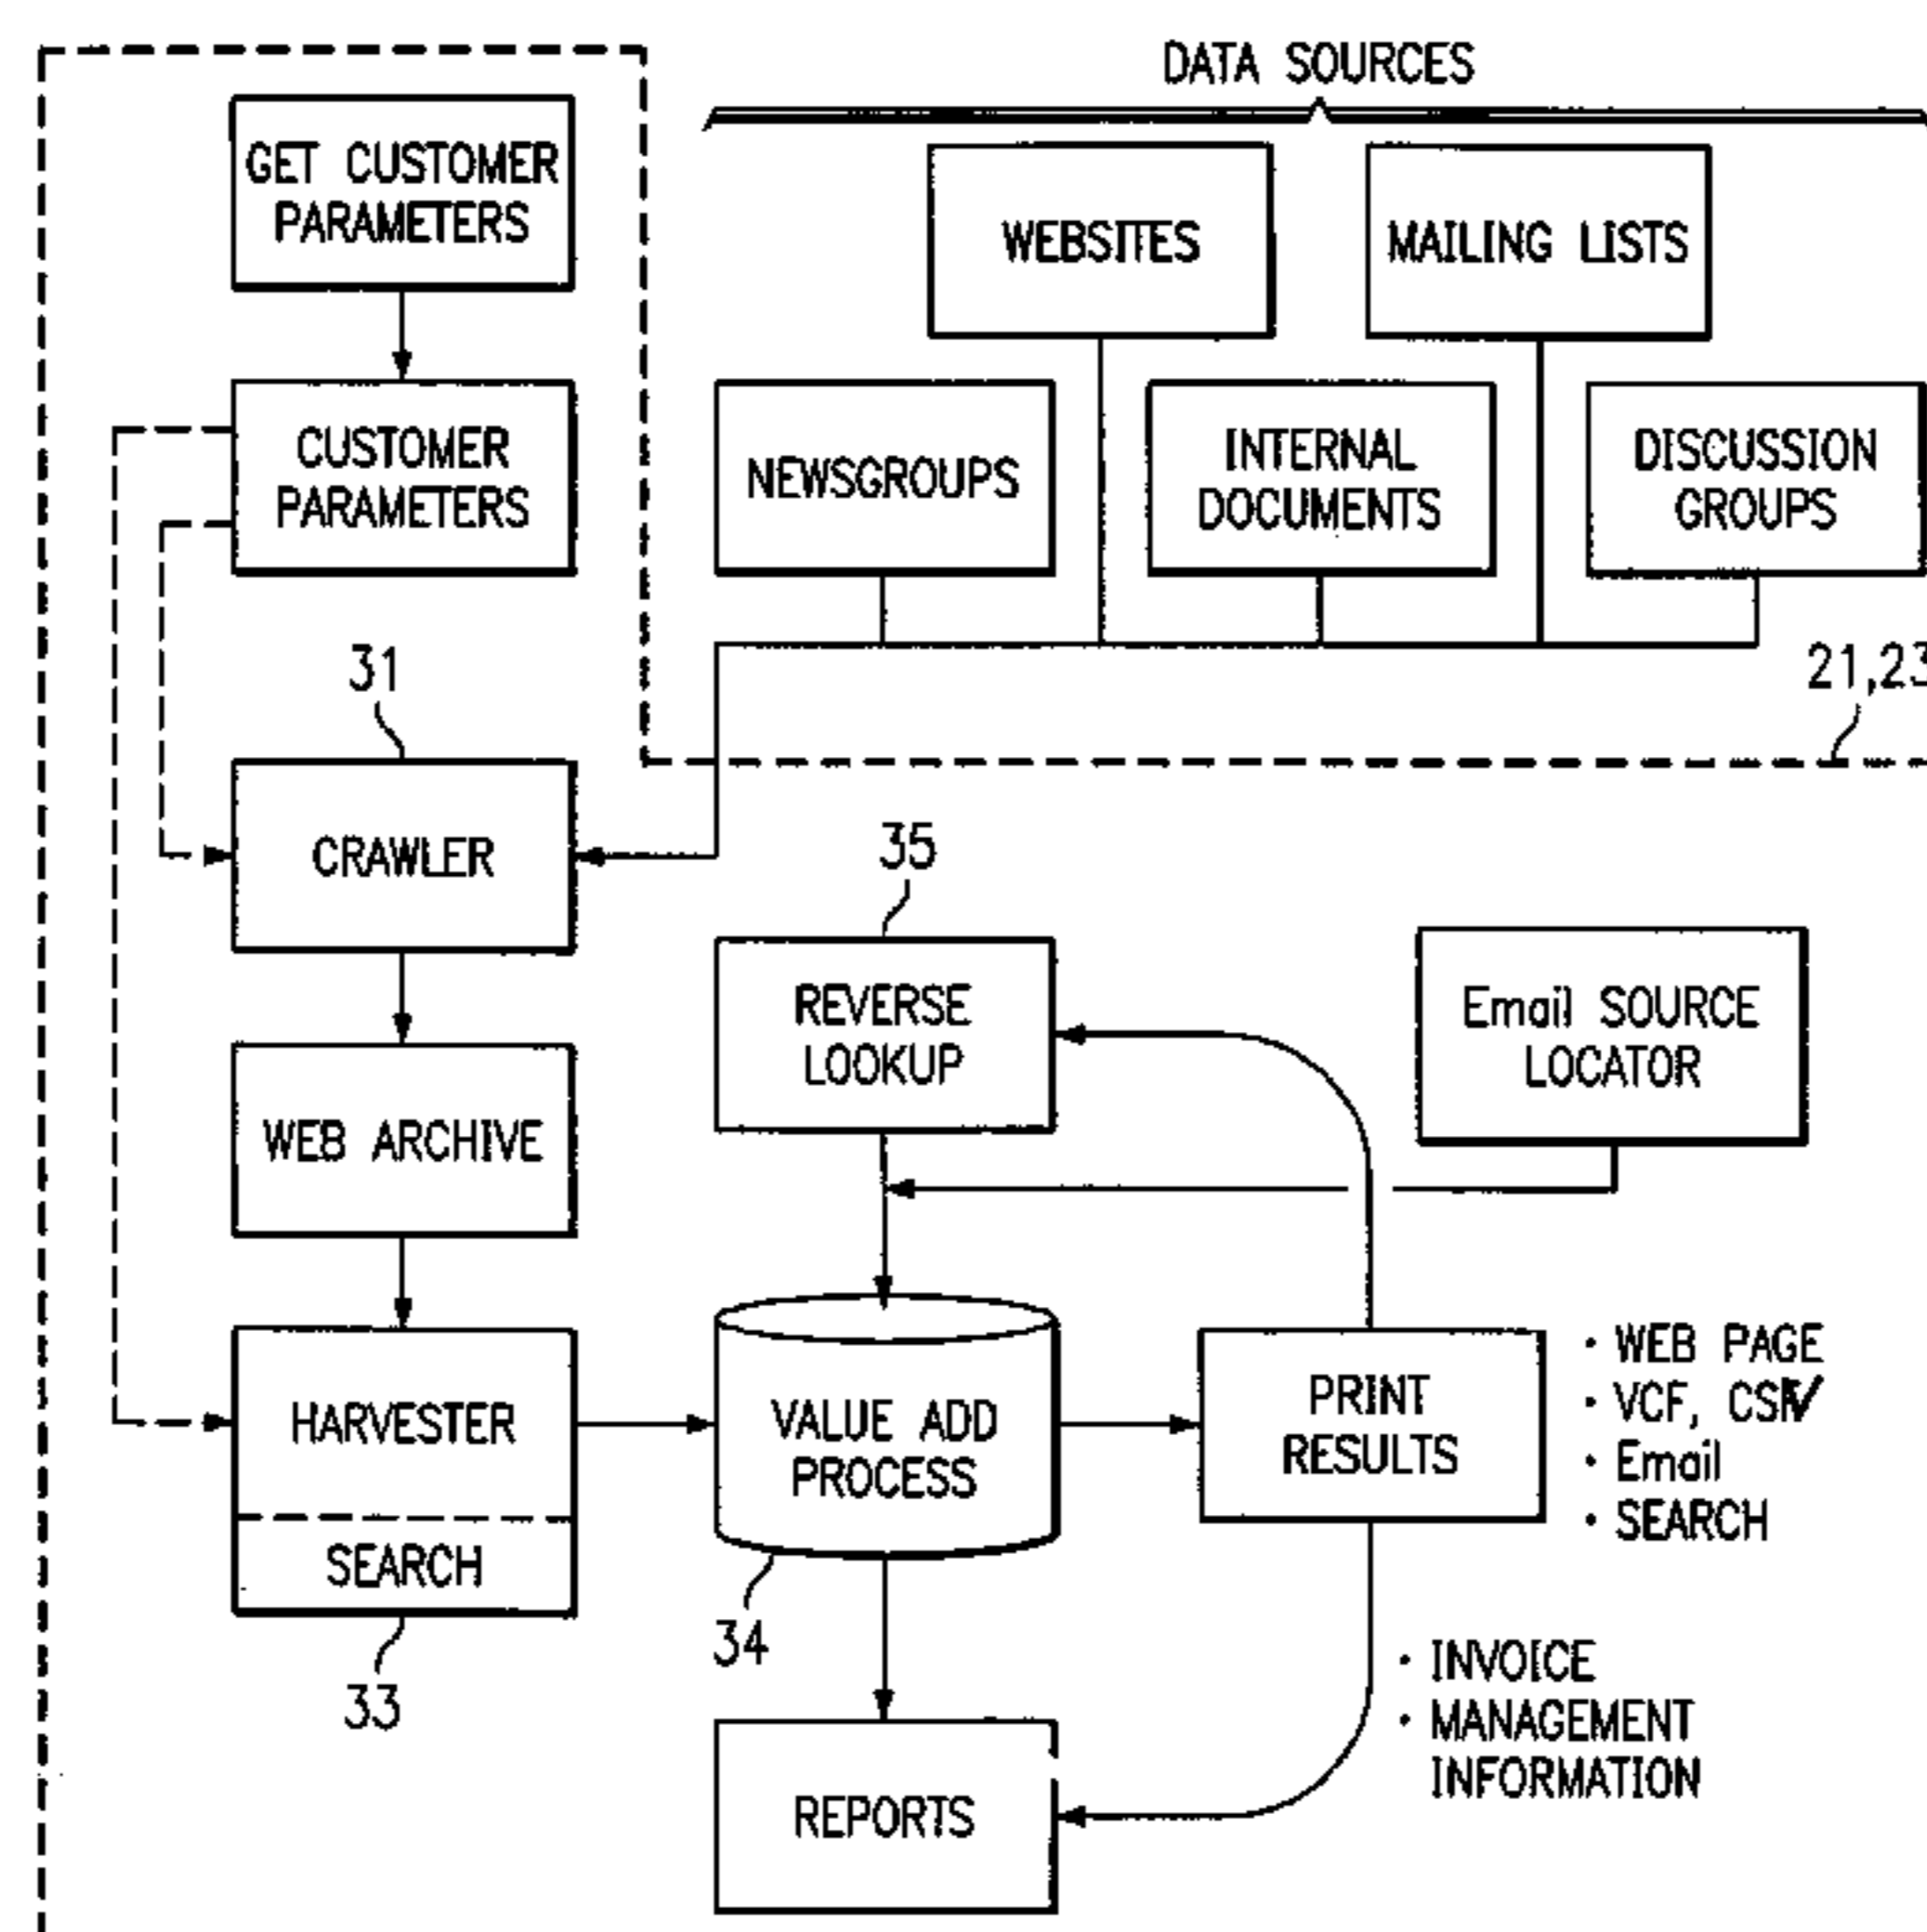 DATA SOURCES
GET CUSTOMER
PARAMETERS
WEBSITES
MAILING LISTS
CUSTOMER
PARAMETERS
NEWSGROUPS
INTERNAL
DOCUMENTS
DISCUSSION
GROUPS
31
21,23
CRAWLER
35
REVERSE
LOOKUP
Email SOURCE
LOCATOR
WEB ARCHIVE
HARVESTER
SEARCH
33
VALUE ADD
PROCESS
34
PRINT
RESULTS
· WEB PAGE
· VCF, CSV
· Email
· SEARCH
· INVOICE
· MANAGEMENT
INFORMATION
REPORTS